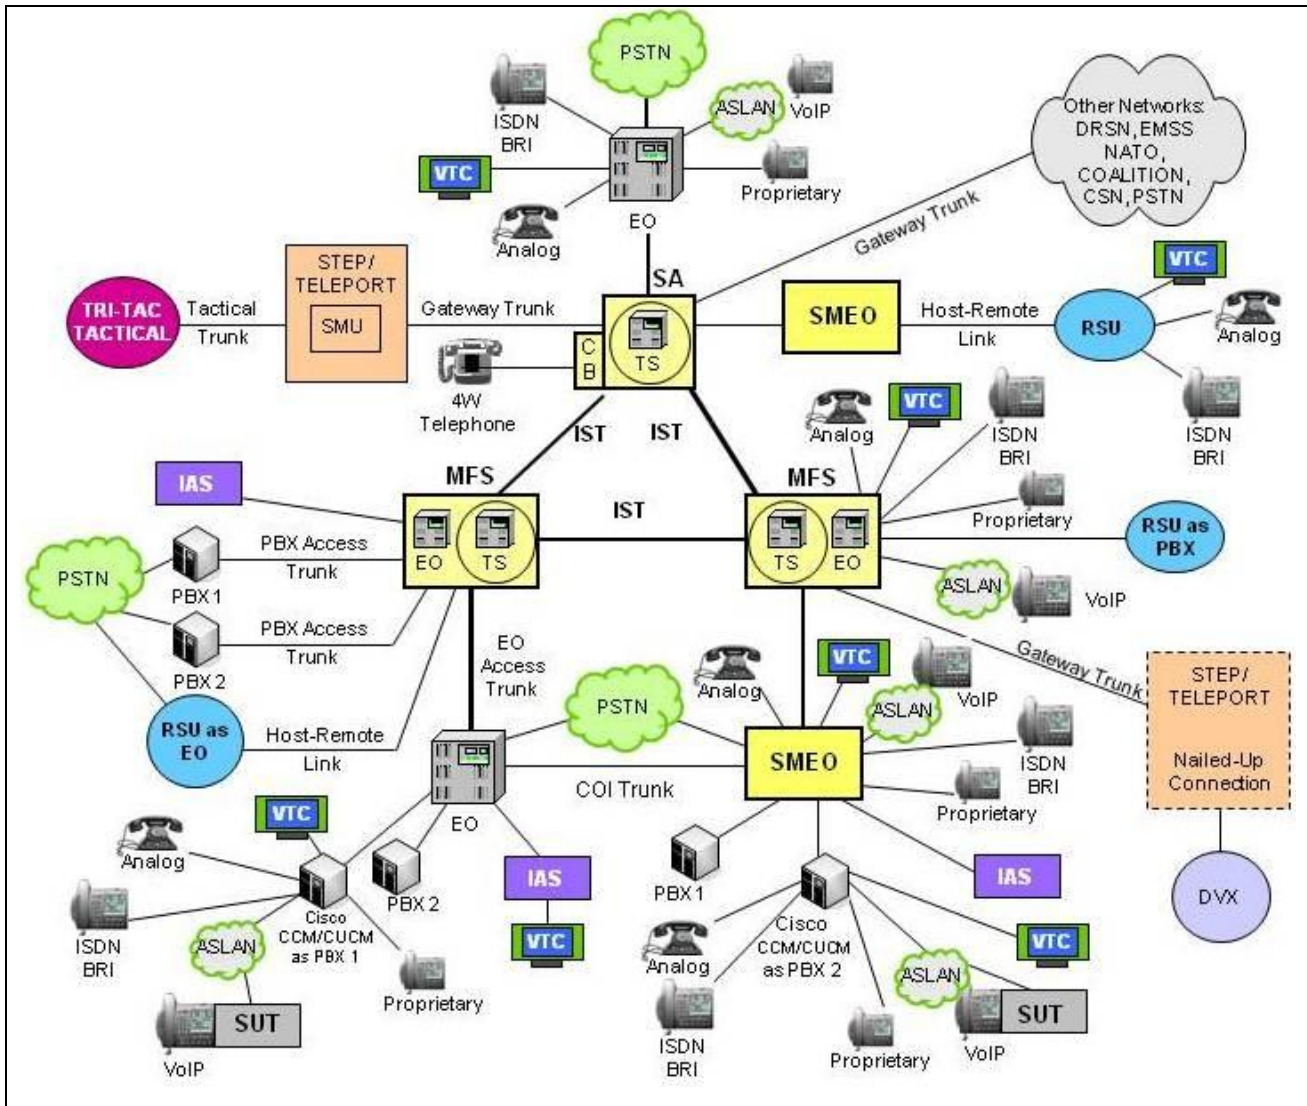 PSTN
ISDN
BRI
ASLAN
VoIP
VTC
Proprietary
Analog
EO
Other Networks:
DRSN, EMSS
NATO,
COALITION,
CSN, PSTN
Gateway Trunk
SA
TRI-TAC
TACTICAL
Tactical
Trunk
STEP/
TELEPORT
SMU
Gateway Trunk
C
B
TS
SMEO
Host-Remote
Link
RSU
VTC
Analog
ISDN
BRI
4W
Telephone
IST
IST
Analog
VTC
ISDN
BRI
Proprietary
IAS
MFS
EO
TS
IST
MFS
TS
EO
RSU as
PBX
ASLAN
VoIP
PSTN
PBX 1
PBX Access
Trunk
PBX 2
PBX Access
Trunk
RSU as
EO
Host-Remote
Link
EO
Access
Trunk
PSTN
Analog
VTC
VoIP
ASLAN
Gateway Trunk
STEP/
TELEPORT
Nailed-Up
Connection
DVX
EO
COI Trunk
SMEO
ISDN
BRI
Proprietary
VTC
Analog
ISDN
BRI
ASLAN
Cisco
CCM/CUCM
as PBX 1
PBX 2
IAS
VTC
Proprietary
VoIP
SUT
PBX 1
Cisco
CCM/CUCM
as PBX 2
IAS
Analog
VTC
ISDN
BRI
Proprietary
ASLAN
VoIP
SUT